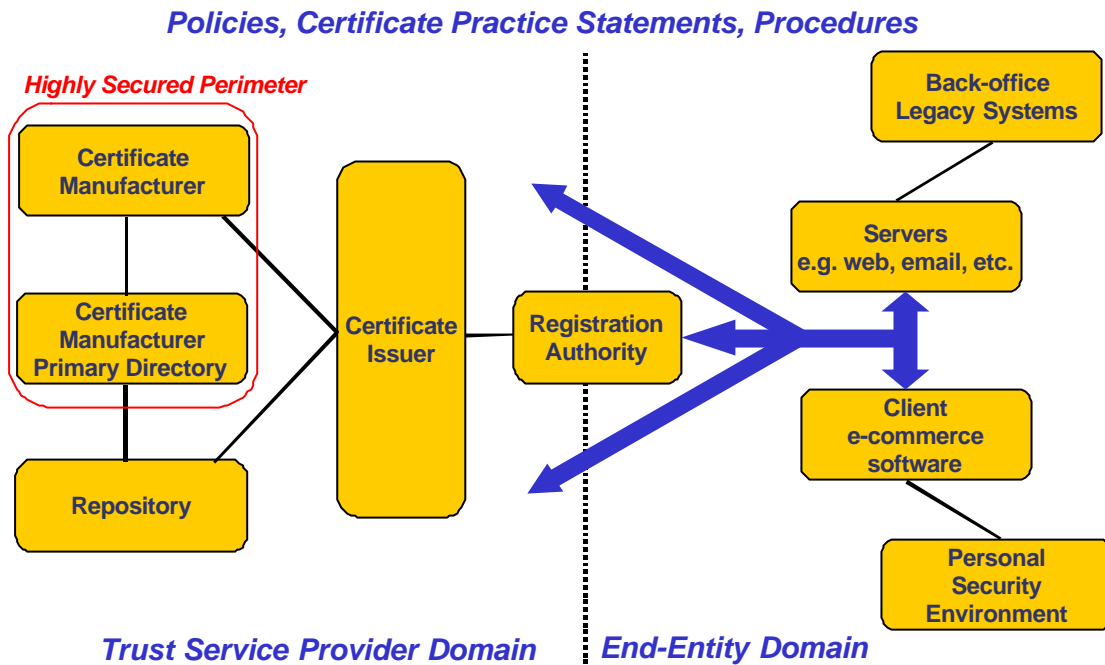 Policies, Certificate Practice Statements, Procedures
Highly Secured Perimeter
Certificate
Manufacturer
Certificate
Manufacturer
Primary Directory
Repository
Certificate
Issuer
Registration
Authority
Back-office
Legacy Systems
Servers
e.g. web, email, etc.
Client
e-commerce
software
Personal
Security
Environment
Trust Service Provider Domain
End-Entity Domain